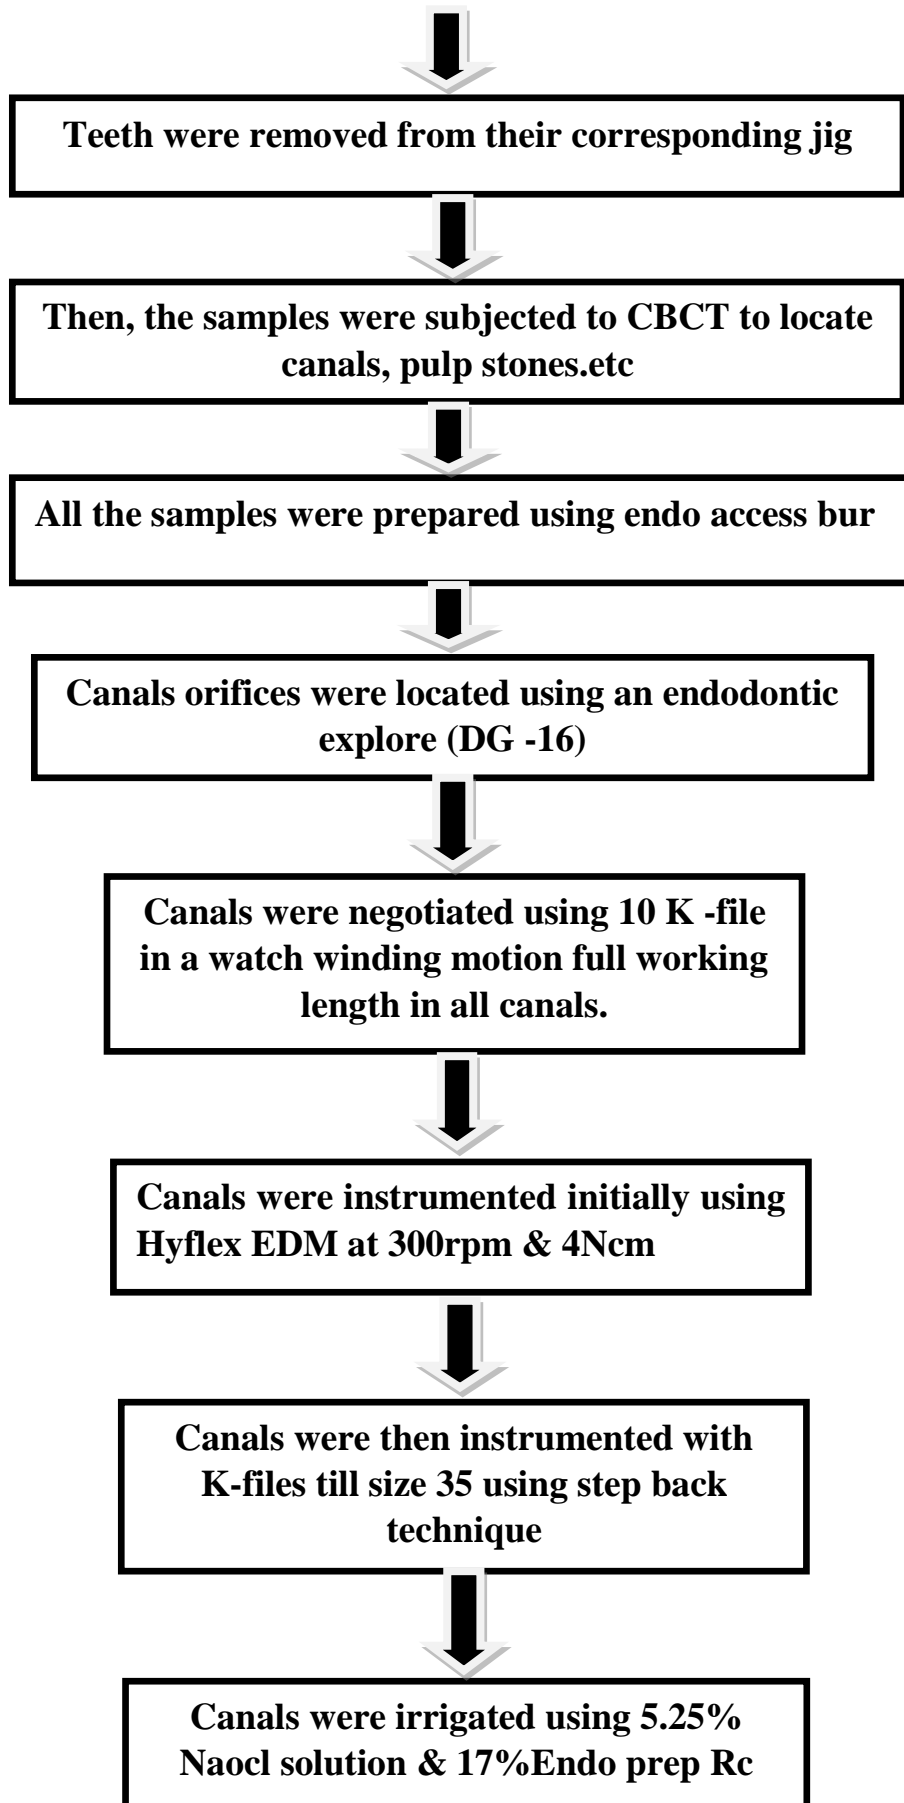 Teeth were removed from their corresponding jig
Then, the samples were subjected to CBCT to locate
canals, pulp stones.etc
All the samples were prepared using endo access bur
Canals orifices were located using an endodontic
explore (DG -16)
Canals were negotiated using 10 K -file
in a watch winding motion full working
length in all canals.
Canals were instrumented initially using
Hyflex EDM at 300rpm & 4Ncm
Canals were then instrumented with
K-files till size 35 using step back
technique
Canals were irrigated using 5.25%
Naocl solution & 17%Endo prep Rc